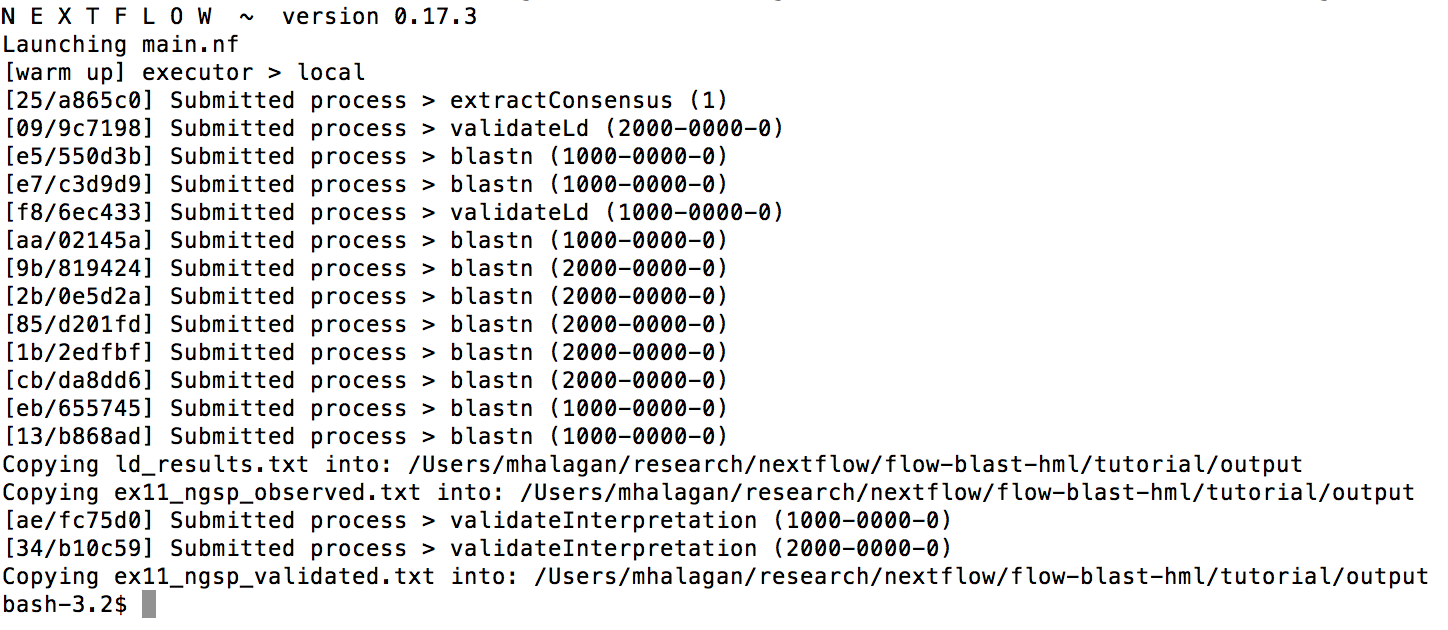 N E X T F L O W  ~  version 0.17.3
Launching main.nf
[warm up] executor > local
[25/a865c0] Submitted process > extractConsensus (1)
[09/9c7198] Submitted process > validateLd (2000-0000-0)
[e5/550d3b] Submitted process > blastn (1000-0000-0)
[e7/c3d9d9] Submitted process > blastn (1000-0000-0)
[f8/6ec433] Submitted process > validateLd (1000-0000-0)
[aa/02145a] Submitted process > blastn (1000-0000-0)
[9b/819424] Submitted process > blastn (2000-0000-0)
[2b/0e5d2a] Submitted process > blastn (2000-0000-0)
[85/d201fd] Submitted process > blastn (2000-0000-0)
[1b/2edfbf] Submitted process > blastn (2000-0000-0)
[cb/da8dd6] Submitted process > blastn (2000-0000-0)
[eb/655745] Submitted process > blastn (1000-0000-0)
[13/b868ad] Submitted process > blastn (1000-0000-0)
Copying ld_results.txt into: /Users/mhalagan/research/nextflow/flow-blast-hml/tutorial/output
Copying ex11_ngsp_observed.txt into: /Users/mhalagan/research/nextflow/flow-blast-hml/tutorial/output
[ae/fc75d0] Submitted process > validateInterpretation (1000-0000-0)
[34/b10c59] Submitted process > validateInterpretation (2000-0000-0)
Copying ex11_ngsp_validated.txt into: /Users/mhalagan/research/nextflow/flow-blast-hml/tutorial/output
bash-3.2$